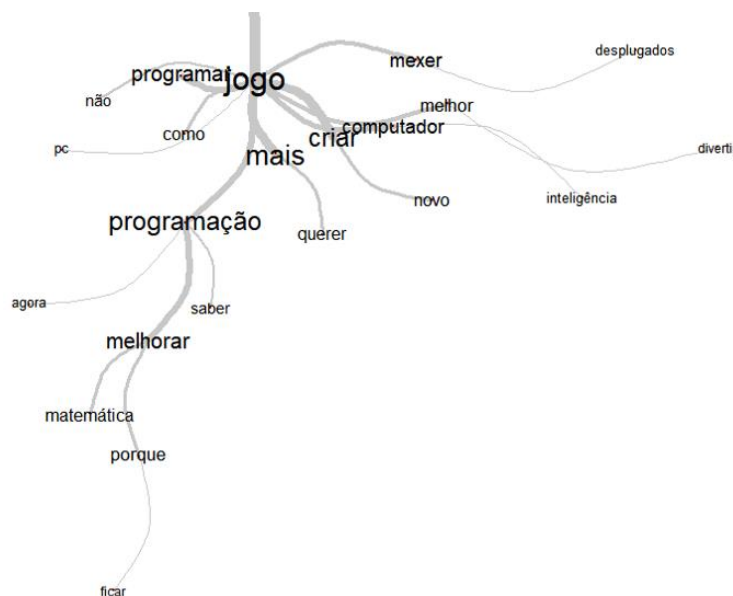 desplugados
mexer
programar
jogo
não
melhor
como
criar
computador
pc
mais
diverti
inteligência
novo
programação
querer
agora
saber
melhorar
matemática
porque
ficar